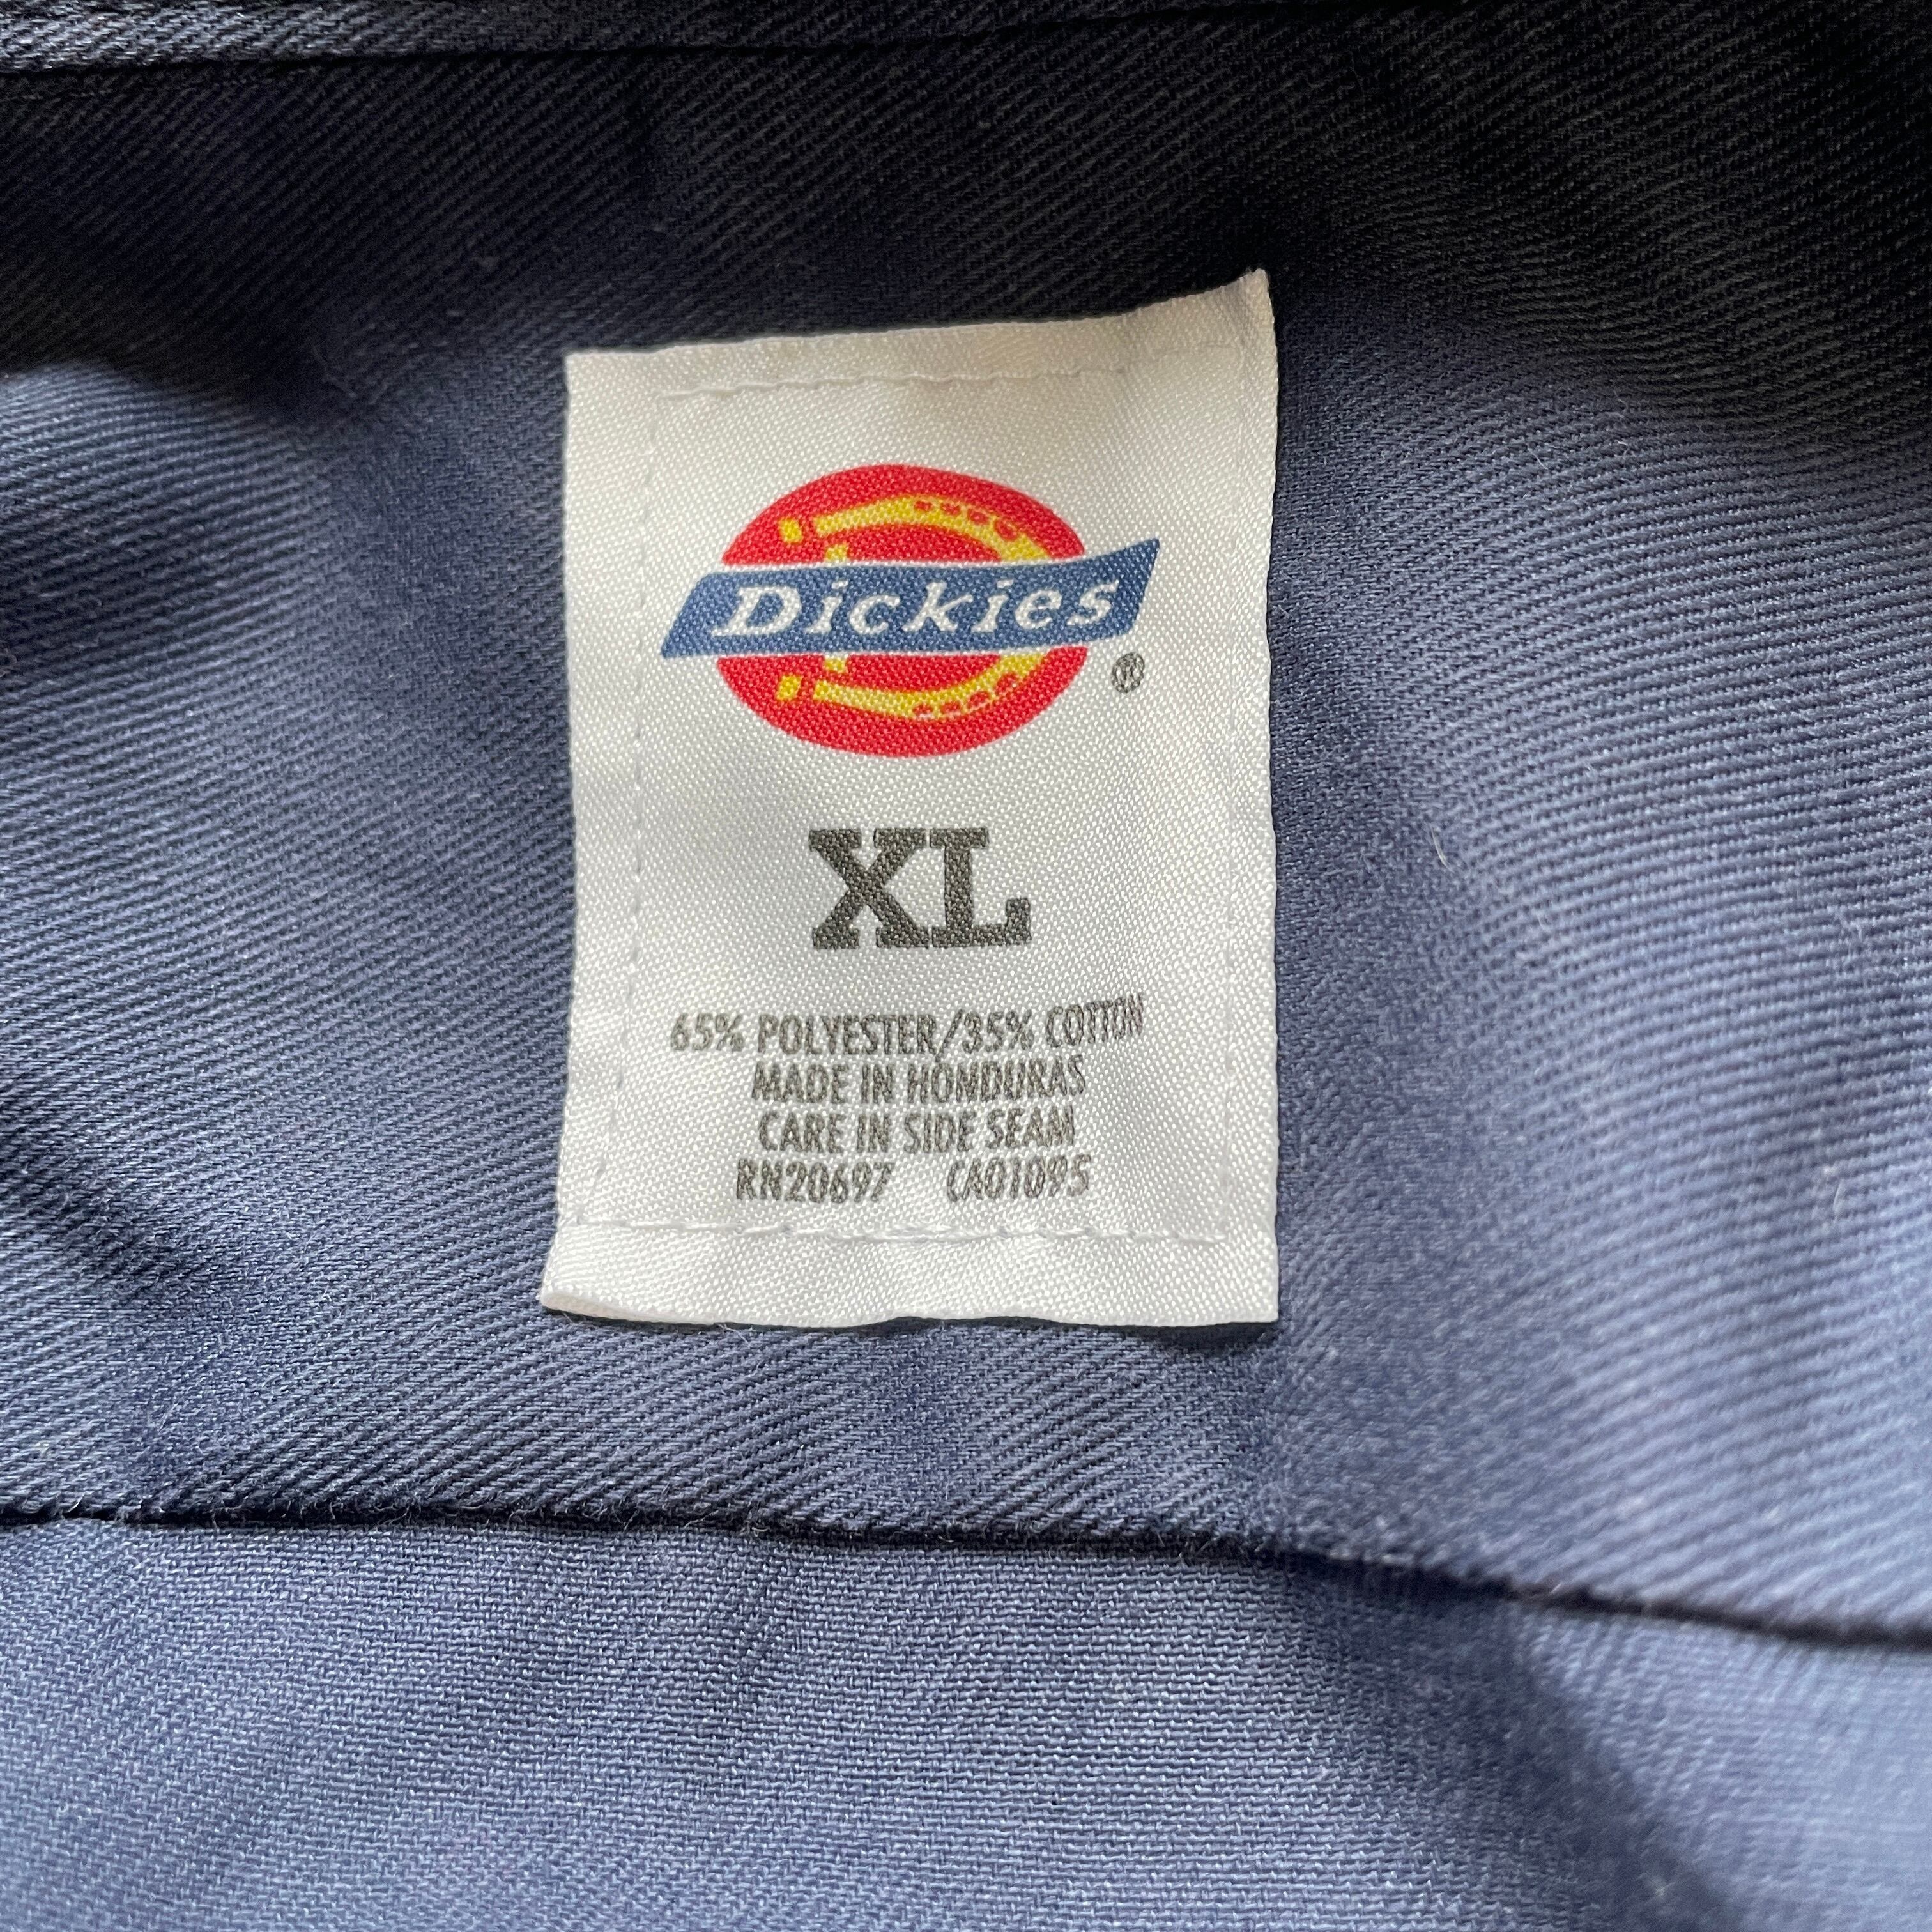 Dickies
®
XL
65% POLYESTER/35% COTTON
MADE IN HONDURAS
CARE IN SIDE SEAM
RN20697 CA01095